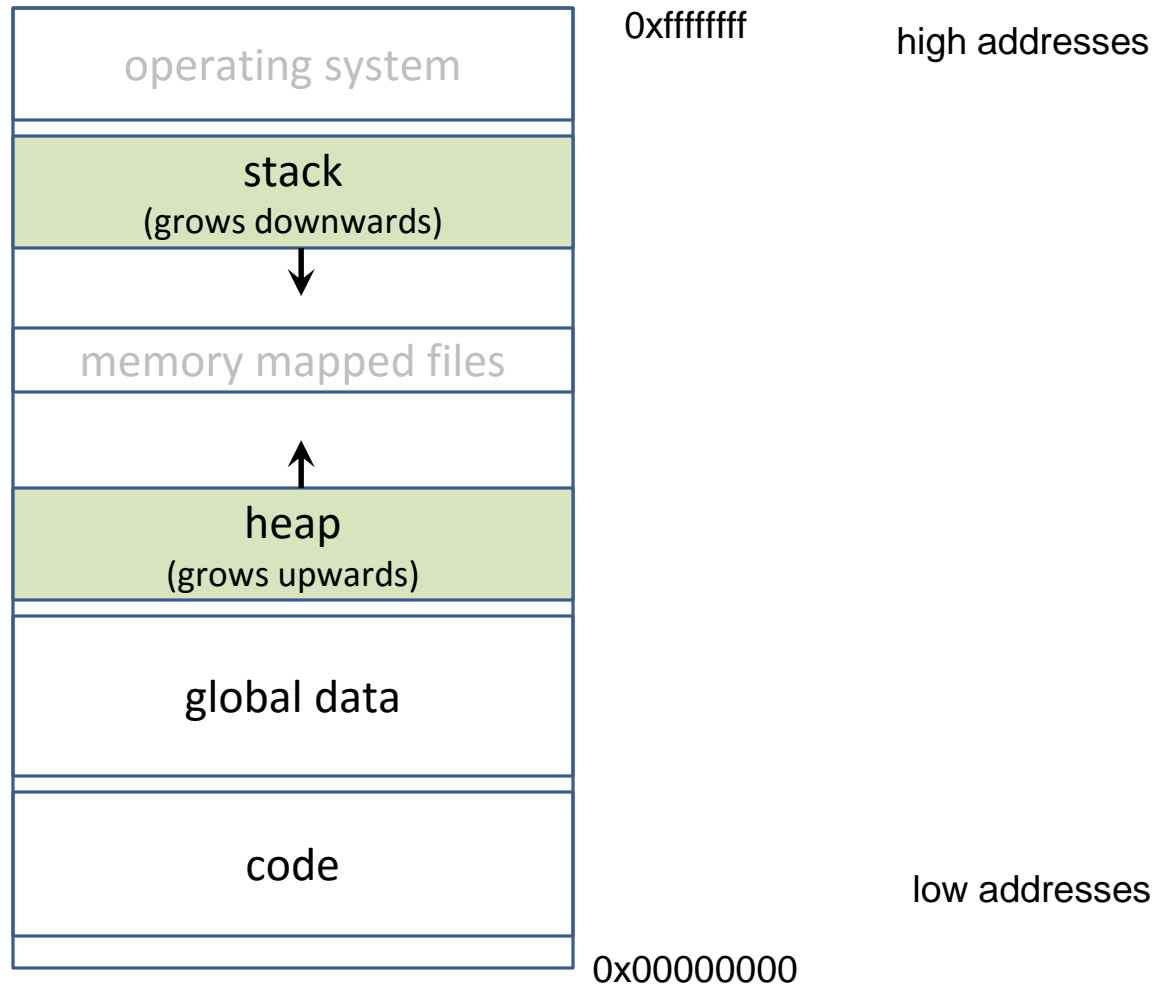 0xffffffff
high addresses
operating system
stack
(grows downwards)
memory mapped files
heap
(grows upwards)
global data
code
low addresses
0x00000000